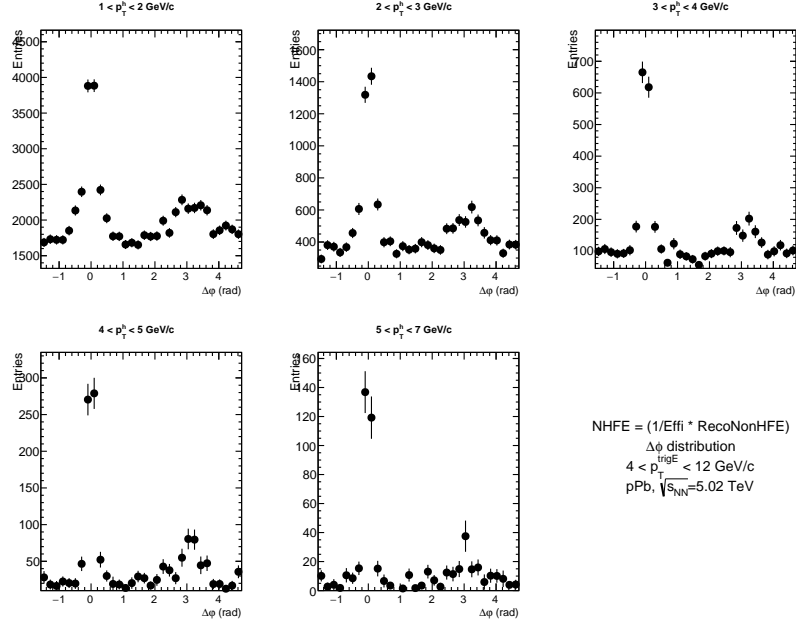 1 < p_T^h < 2 GeV/c
Entries
4500
4000
3500
3000
2500
2000
1500
−1 0 1 2 3 4
Δφ (rad)
2 < p_T^h < 3 GeV/c
Entries
1600
1400
1200
1000
800
600
400
−1 0 1 2 3 4
Δφ (rad)
3 < p_T^h < 4 GeV/c
Entries
700
600
500
400
300
200
100
−1 0 1 2 3 4
Δφ (rad)
4 < p_T^h < 5 GeV/c
Entries
300
250
200
150
100
50
−1 0 1 2 3 4
Δφ (rad)
5 < p_T^h < 7 GeV/c
Entries
160
140
120
100
80
60
40
20
0
−1 0 1 2 3 4
Δφ (rad)
NHFE = (1/Effi * RecoNonHFE)
Δϕ distribution
4 < p_T^trigE < 12 GeV/c
pPb, √s_NN=5.02 TeV